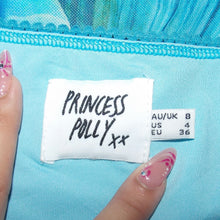 PRINCESS
POLLY xx
AU/UK 8
US 4
EU 36